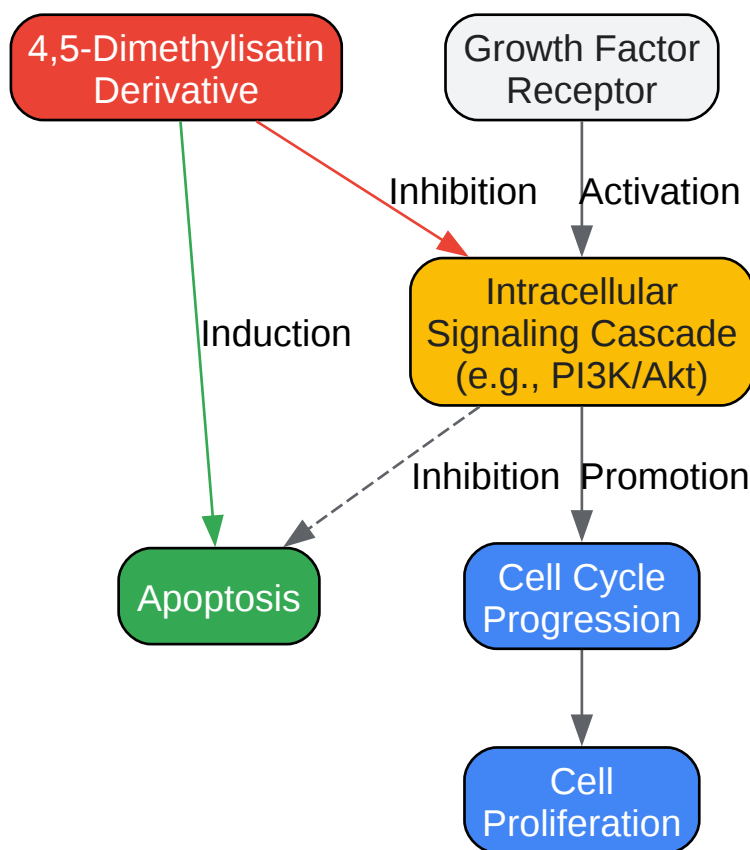 4,5-Dimethylisatin
Derivative
Growth Factor
Receptor
Inhibition
Activation
Intracellular
Signaling Cascade
(e.g., PI3K/Akt)
Induction
Inhibition
Promotion
Apoptosis
Cell Cycle
Progression
Cell
Proliferation